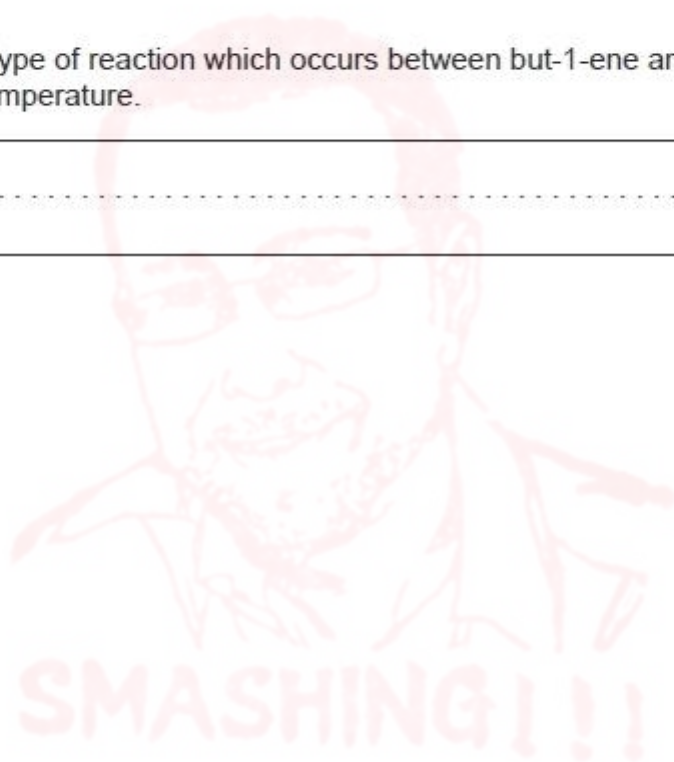 ype of reaction which occurs between but-1-ene ar
mperature.
SMASHING!!!